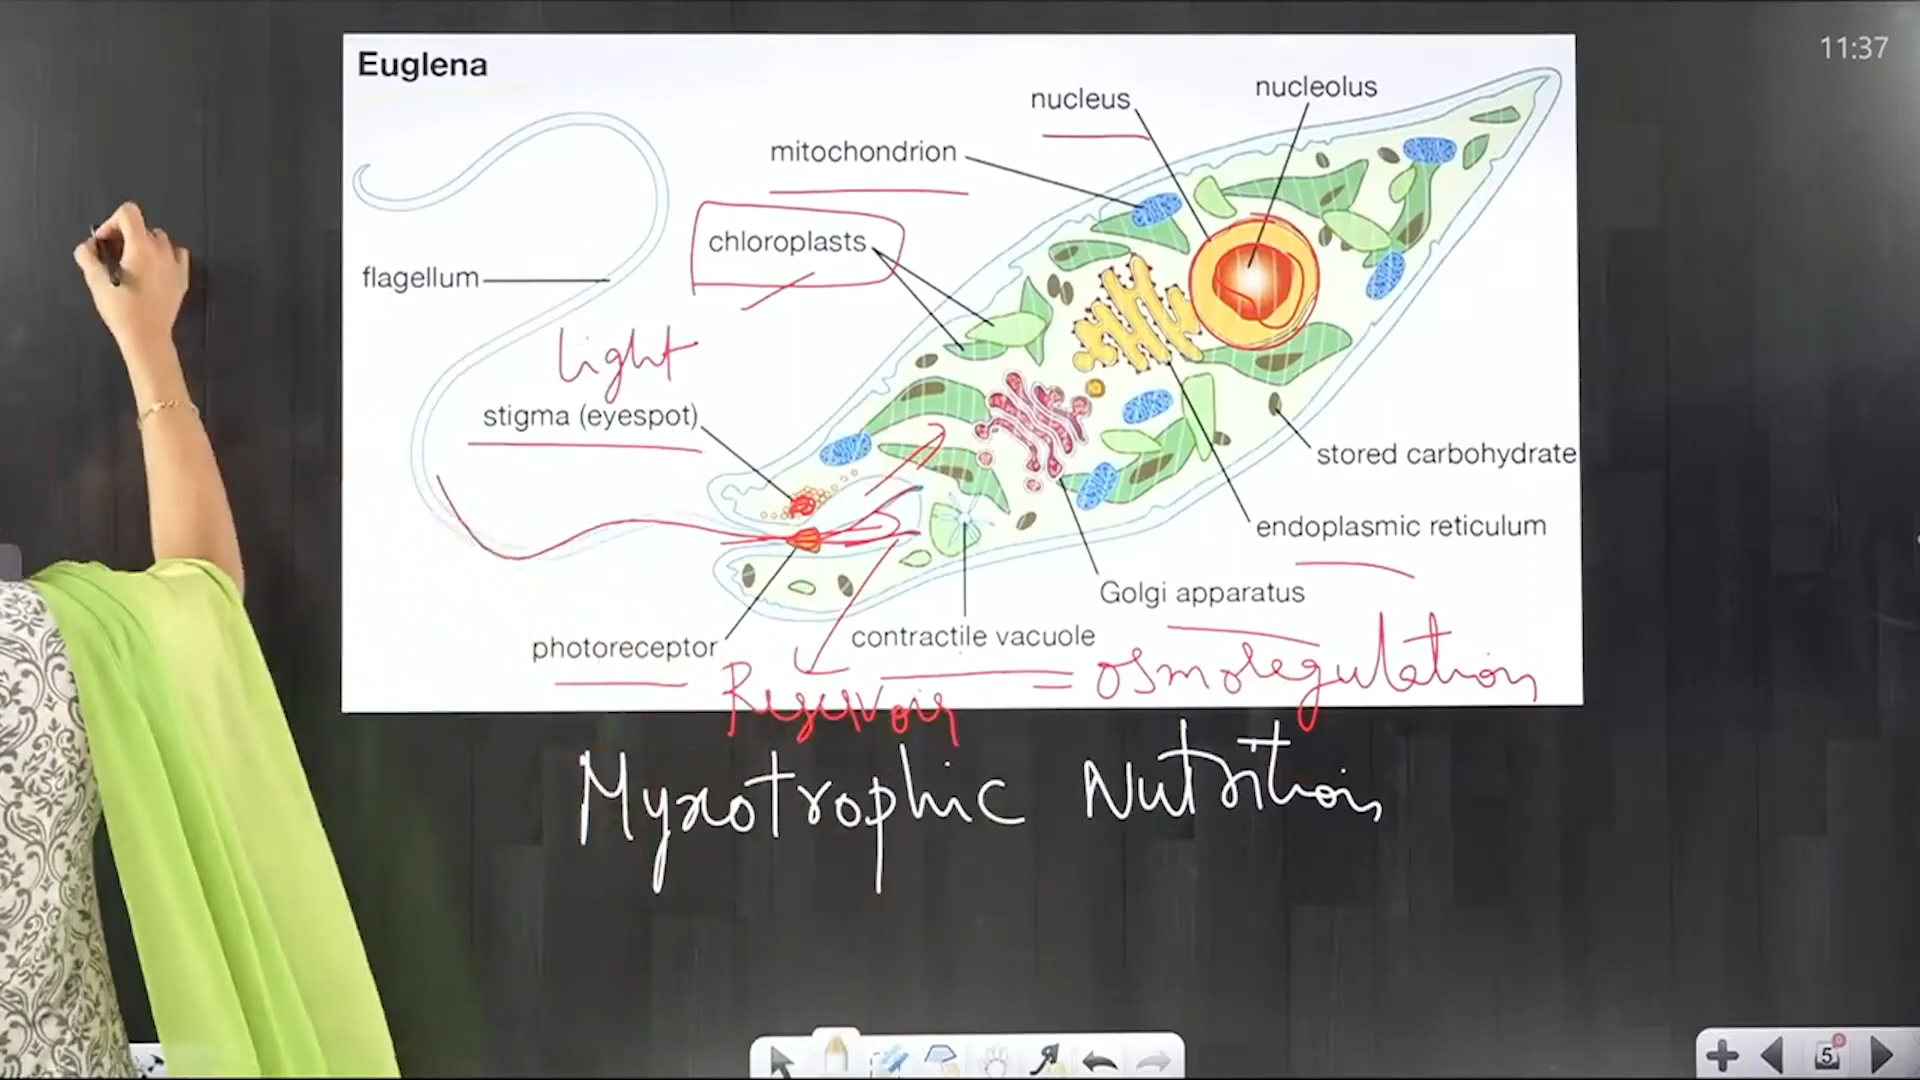 11:37
Euglena
nucleus
nucleolus
mitochondrion
chloroplasts
flagellum
light
stigma (eyespot)
stored carbohydrate
endoplasmic reticulum
Golgi apparatus
photoreceptor
contractile vacuole
= osmoregulation
Reservoir
Myxotrophic Nutrition
5